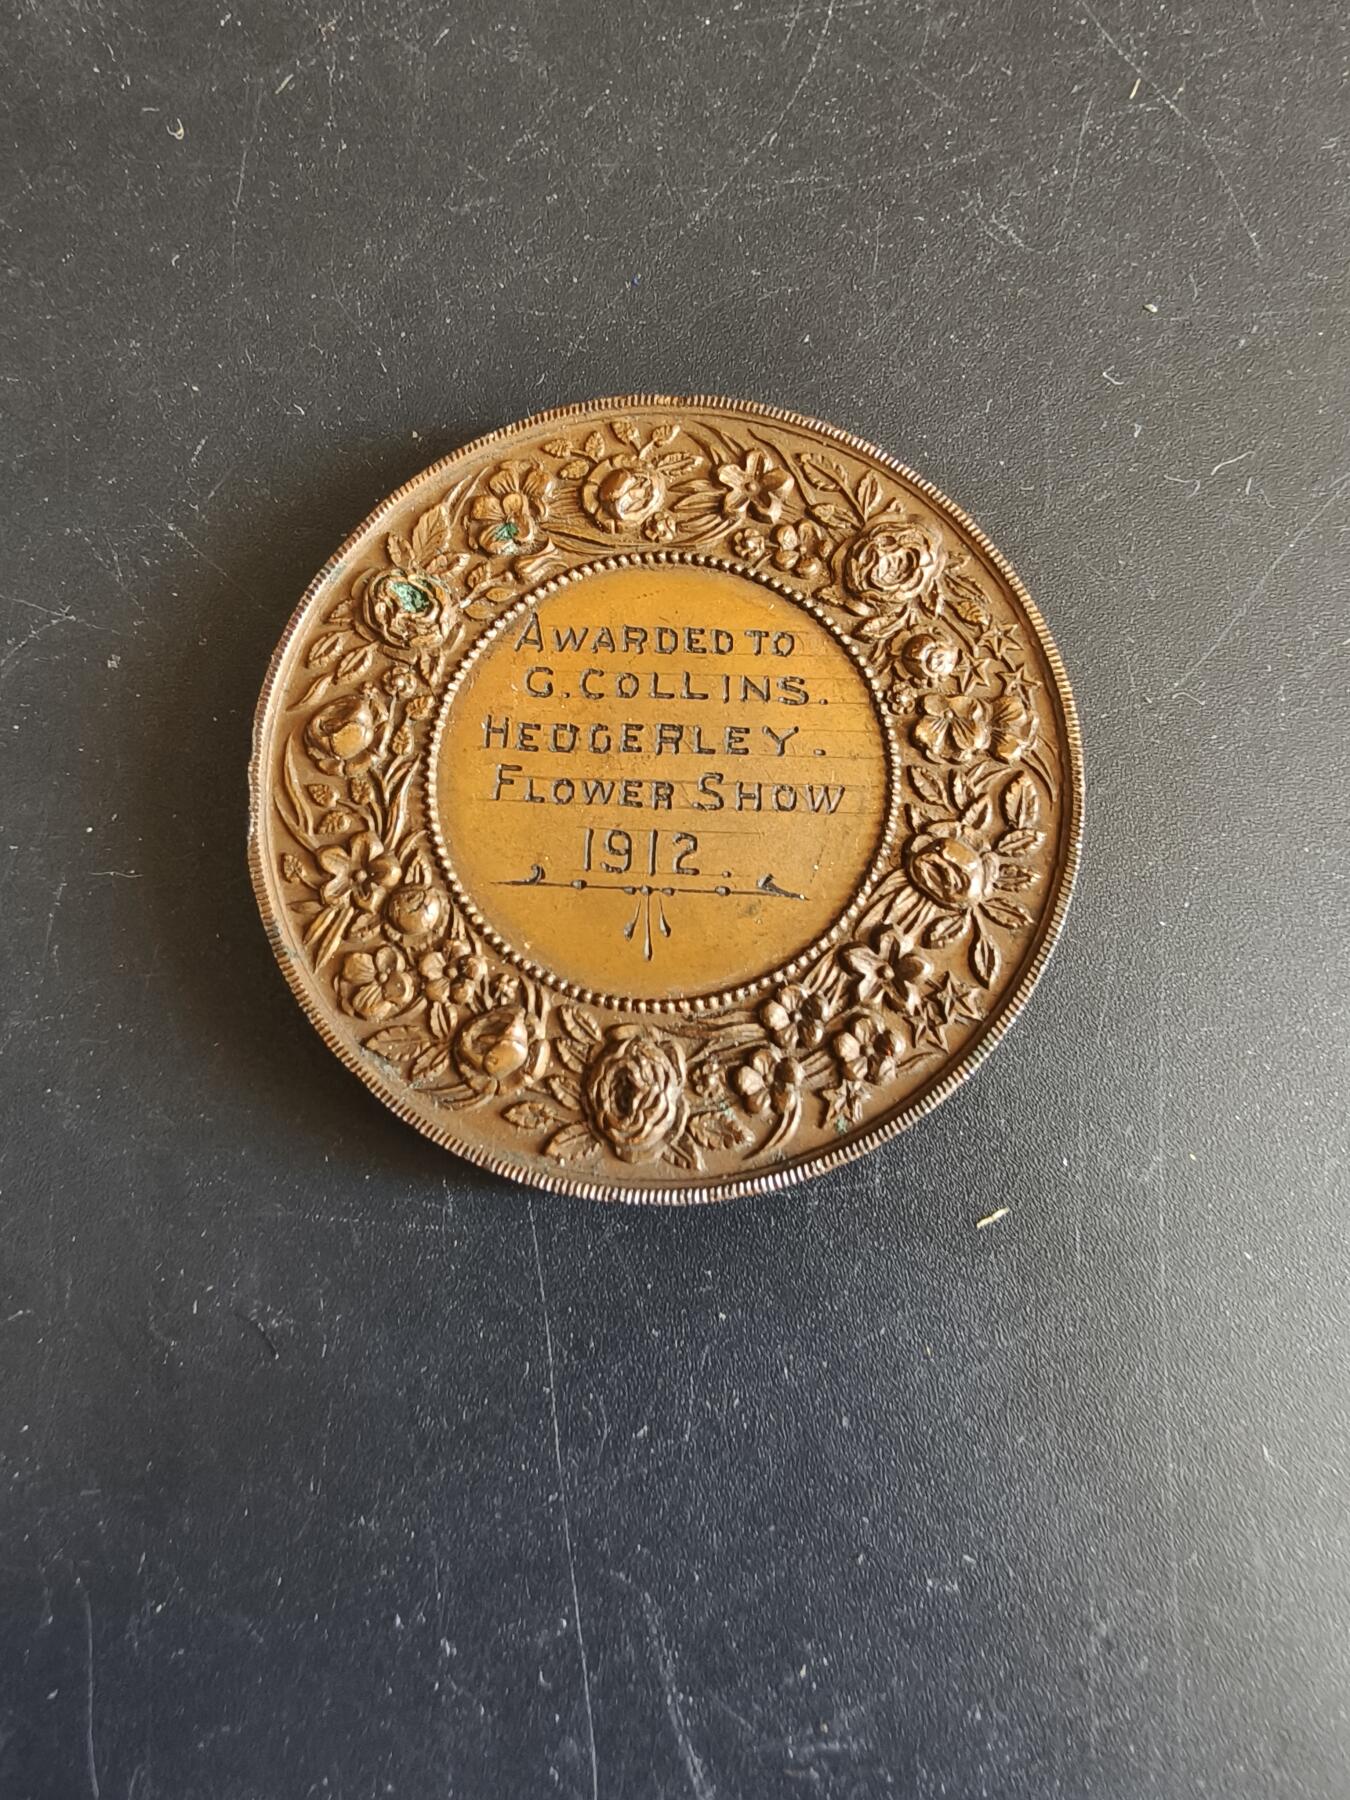 AWARDED TO
G. COLLINS.
HEDGERLEY.
FLOWER SHOW
1912.